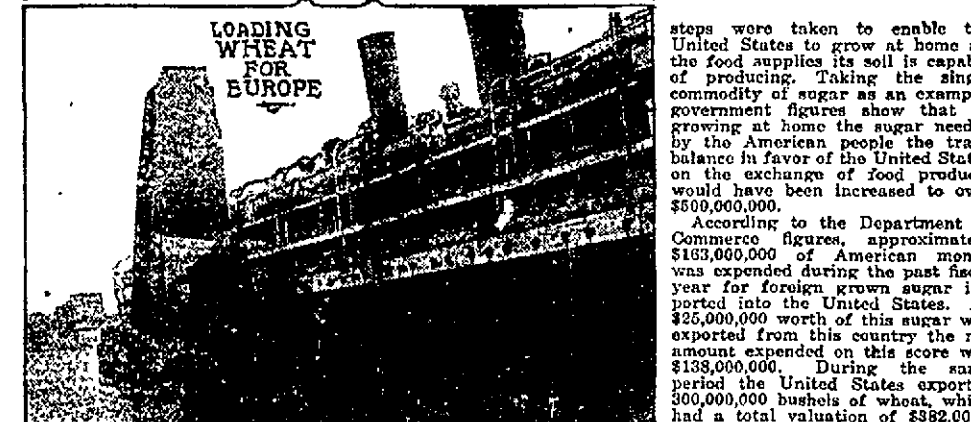 LOADING
WHEAT
FOR
EUROPE
steps were taken to enable t
United States to grow at home a
the food supplies its soil is capab
of producing. Taking the sing
commodity of sugar as an examp
government figures show that
growing at home the sugar need
by the American people the tra
balance in favor of the United Stat
on the exchange of food produc
would have been increased to ov
$500,000,000.
According to the Department
Commerce figures, approximate
$163,000,000 of American mon
was expended during the past fisc
year for foreign grown sugar i
ported into the United States.
$25,000,000 worth of this sugar w
exported from this country the n
amount expended on this score w
$138,000,000. During the sam
period the United States export
300,000,000 bushels of wheat, whi
had a total valuation of $382,00